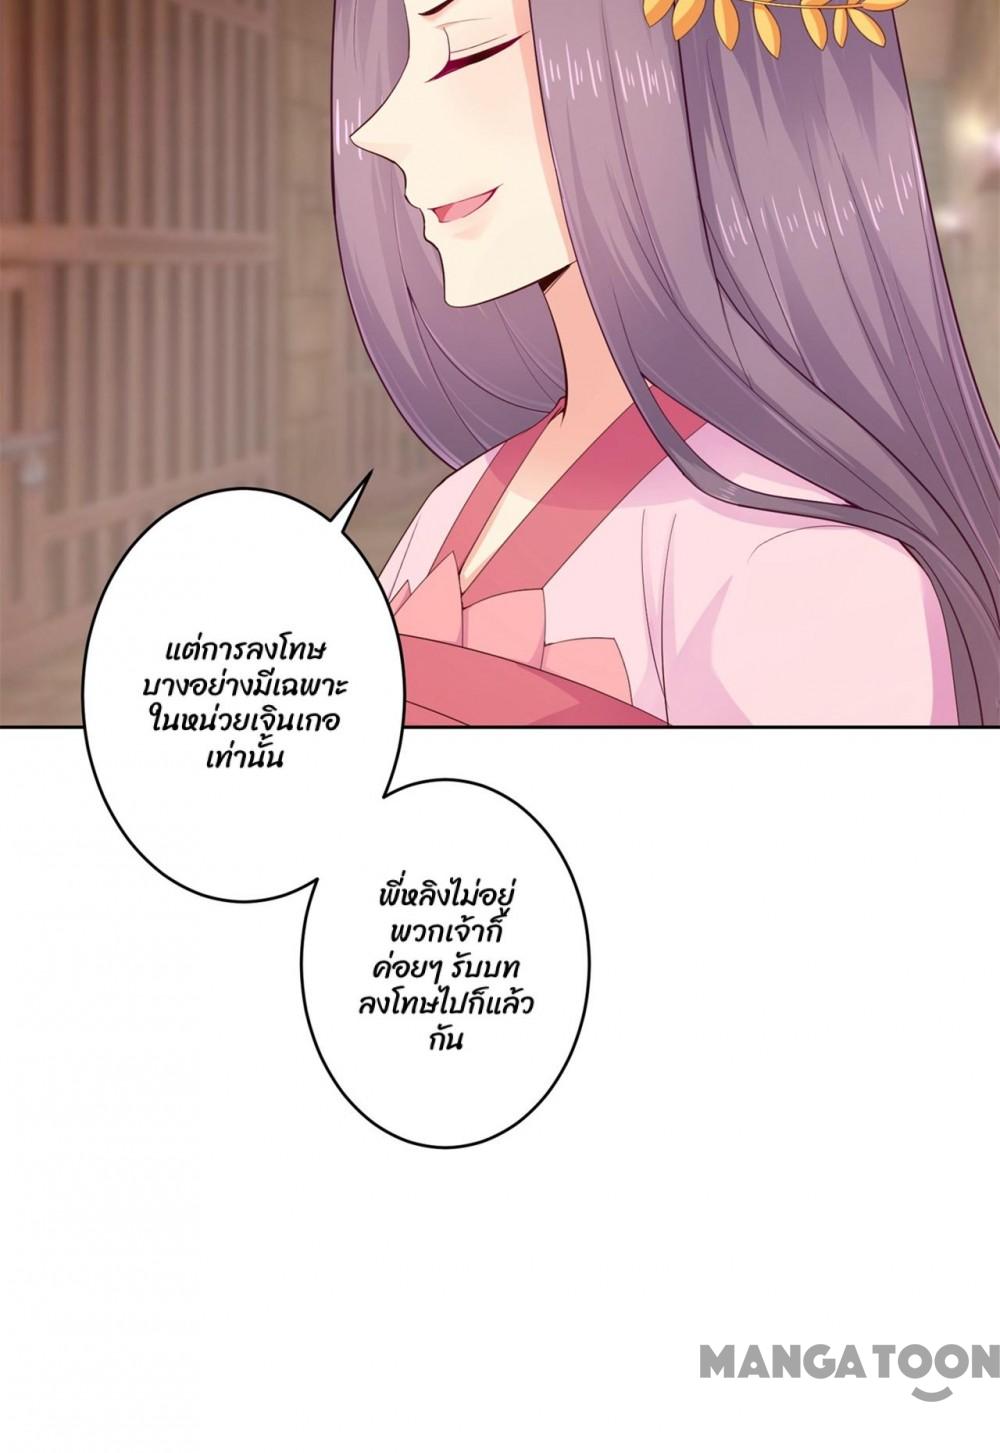 แต่การลงโทษ
บางอย่างมีเฉพาะ
ในหน่วยเจินเกอ
เท่านั้น
พี่หลิงไม่อยู่
พวกเจ้าก็
ค่อยๆ รับบท
ลงโทษไปก็แล้ว
กัน
MANGATOON